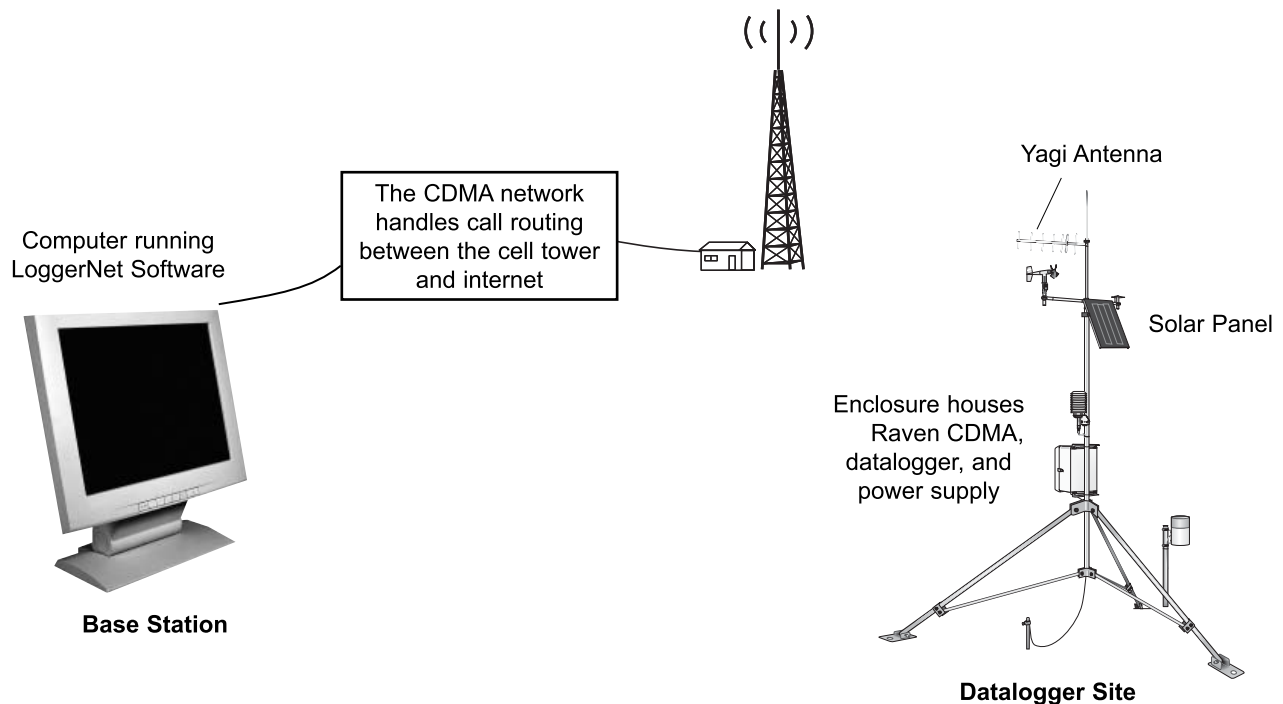 Yagi Antenna
The CDMA network
handles call routing
between the cell tower
and internet
Computer running
LoggerNet Software
Solar Panel
Enclosure houses
Raven CDMA,
datalogger, and
power supply
Base Station
Datalogger Site